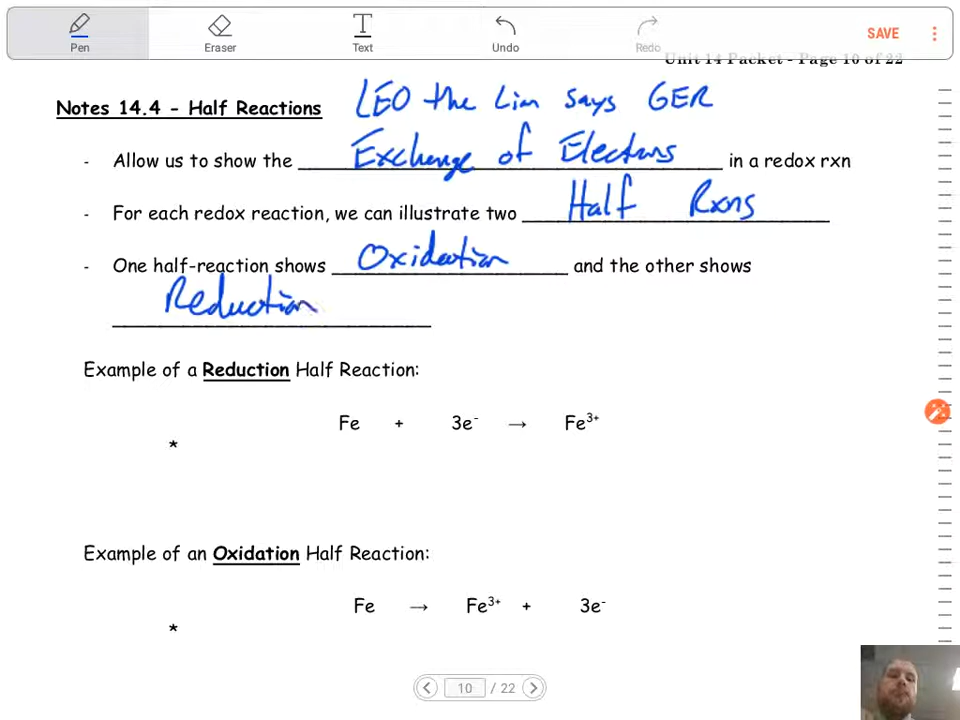 Pen Eraser Text Undo Redo SAVE
Unit 14 Packet - Page 10 of 22
Notes 14.4 - Half Reactions LEO the Lion says GER
- Allow us to show the Exchange of Electrons in a redox rxn
- For each redox reaction, we can illustrate two Half Rxns
- One half-reaction shows Oxidation and the other shows
Reduction
Example of a Reduction Half Reaction:
Fe + 3e⁻ → Fe³⁺
*
Example of an Oxidation Half Reaction:
Fe → Fe³⁺ + 3e⁻
*
10 / 22